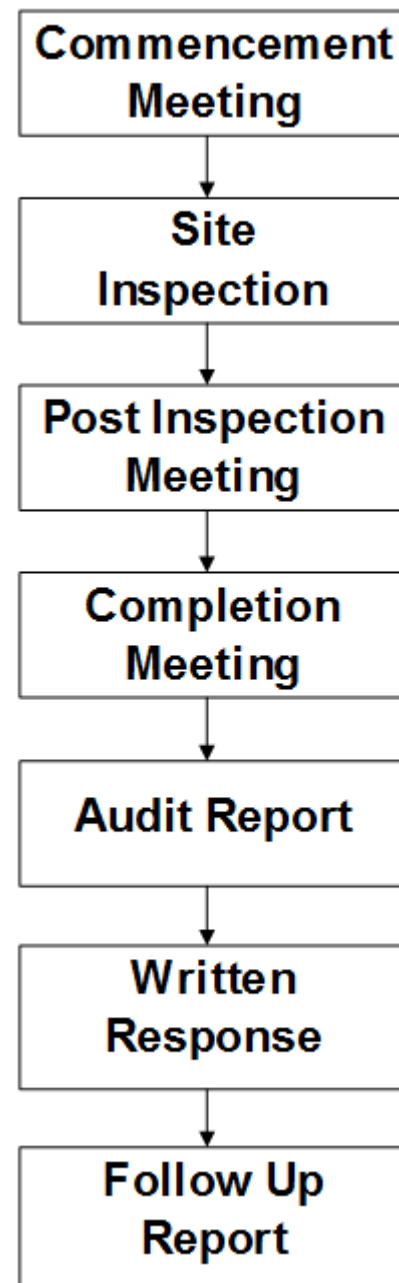 Commencement
Meeting
Site
Inspection
Post Inspection
Meeting
Completion
Meeting
Audit Report
Written
Response
Follow Up
Report